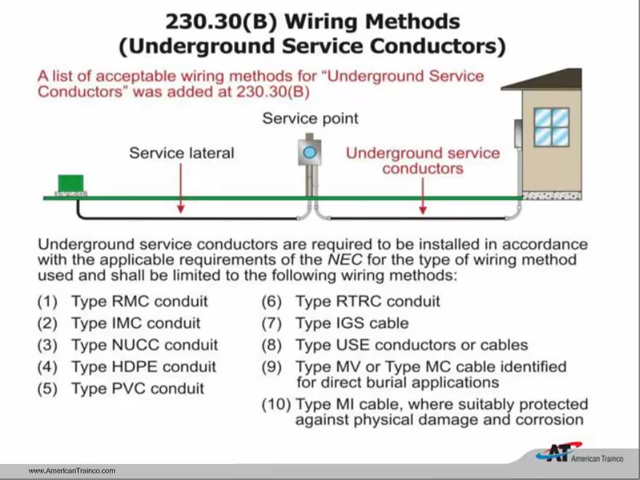 230.30(B) Wiring Methods
(Underground Service Conductors)
A list of acceptable wiring methods for “Underground Service
Conductors” was added at 230.30(B)
Service point
Service lateral
Underground service
conductors
Underground service conductors are required to be installed in accordance
with the applicable requirements of the NEC for the type of wiring method
used and shall be limited to the following wiring methods:
(1) Type RMC conduit
(2) Type IMC conduit
(3) Type NUCC conduit
(4) Type HDPE conduit
(5) Type PVC conduit
(6) Type RTRC conduit
(7) Type IGS cable
(8) Type USE conductors or cables
(9) Type MV or Type MC cable identified
for direct burial applications
(10) Type MI cable, where suitably protected
against physical damage and corrosion
www.AmericanTrainco.com
AT American Trainco